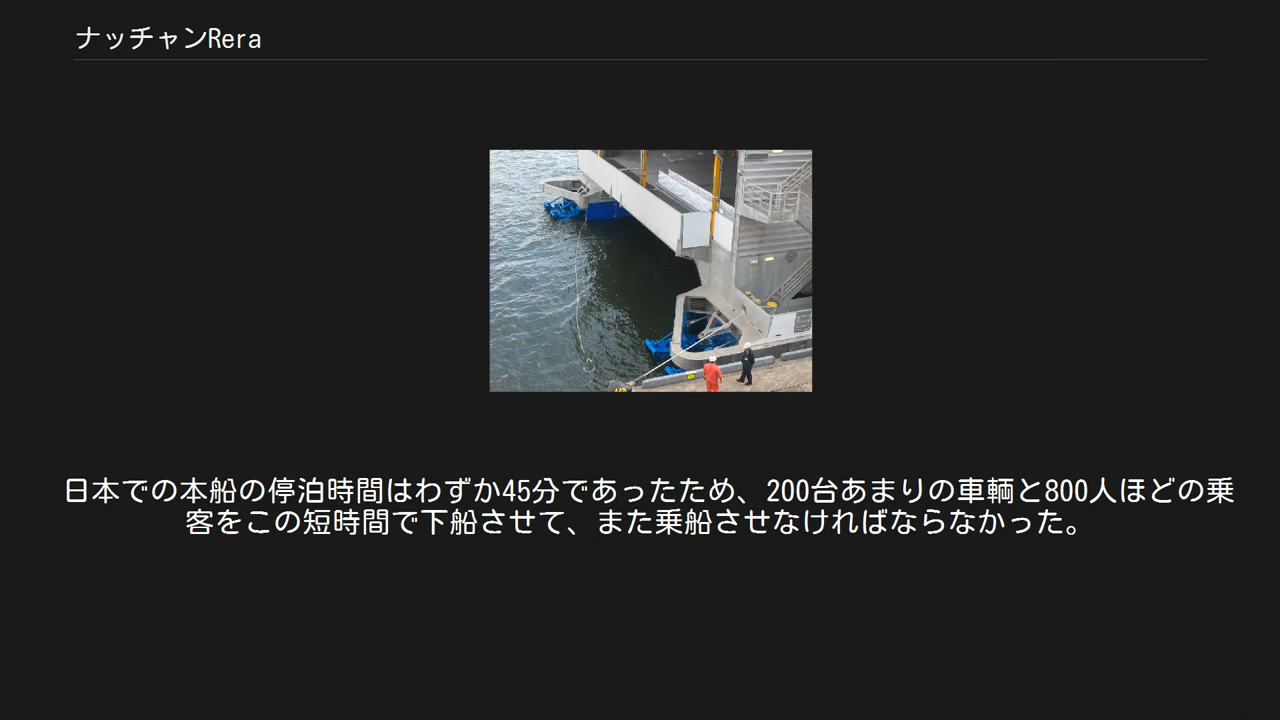 ナッチャンRera
日本での本船の停泊時間はわずか45分であったため、200台あまりの車輌と800人ほどの乗
客をこの短時間で下船させて、また乗船させなければならなかった。